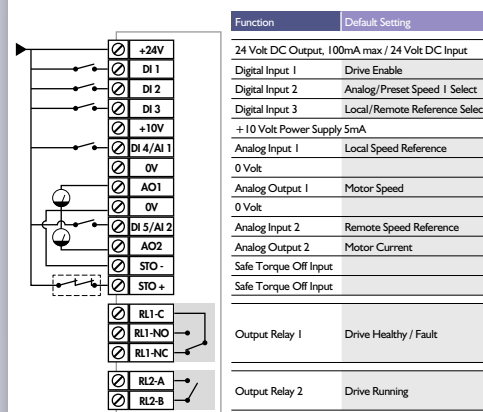 Function Default Setting
+24V 24 Volt DC Output, 100mA max / 24 Volt DC Input
DI 1 Digital Input 1 Drive Enable
DI 2 Digital Input 2 Analog/Preset Speed 1 Select
DI 3 Digital Input 3 Local/Remote Reference Selec
+10V +10 Volt Power Supply 5mA
DI 4/AI 1 Analog Input 1 Local Speed Reference
0V 0 Volt
AO1 Analog Output 1 Motor Speed
0V 0 Volt
DI 5/AI 2 Analog Input 2 Remote Speed Reference
AO2 Analog Output 2 Motor Current
STO - Safe Torque Off Input
STO + Safe Torque Off Input
RL1-C
RL1-NO Output Relay 1 Drive Healthy / Fault
RL1-NC
RL2-A Output Relay 2 Drive Running
RL2-B